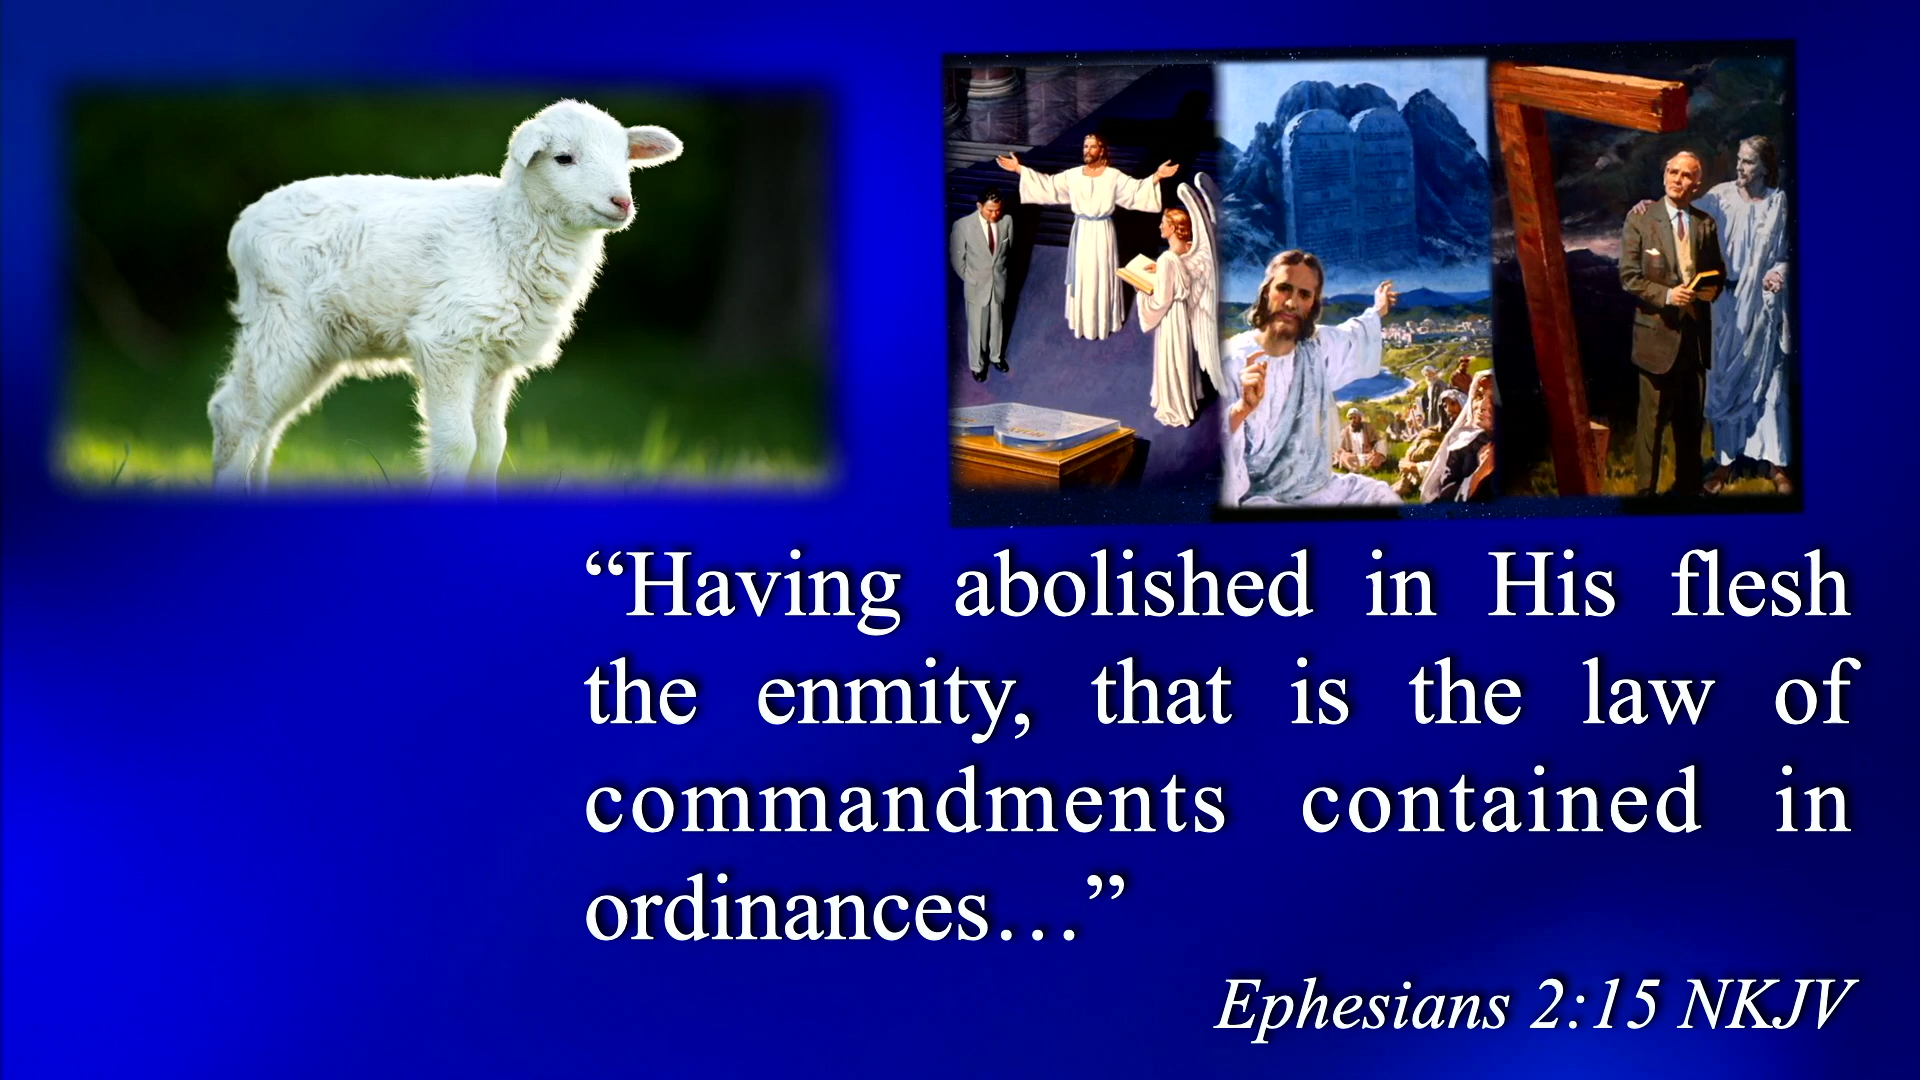 “Having abolished in His flesh
the enmity, that is the law of
commandments contained in
ordinances…”
Ephesians 2:15 NKJV